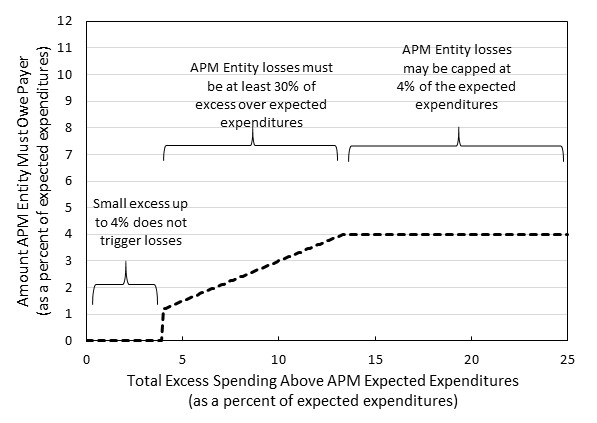 12
11
10
9
8
7
6
5
4
3
2
1
0
Amount APM Entity Must Owe Payer
(as a percent of expected expenditures)
Small excess up
to 4% does not
trigger losses
APM Entity losses must
be at least 30% of
excess over expected
expenditures
APM Entity losses
may be capped at
4% of the expected
expenditures
0 5 10 15 20 25
Total Excess Spending Above APM Expected Expenditures
(as a percent of expected expenditures)